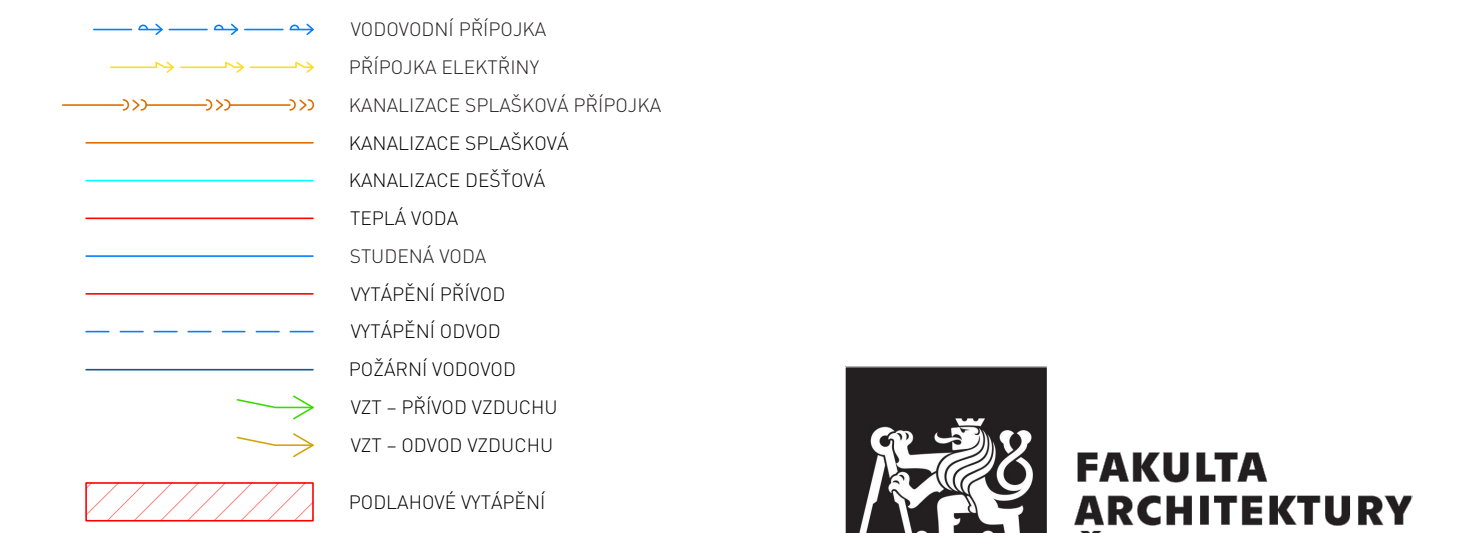 VODOVODNÍ PŘÍPOJKA
PŘÍPOJKA ELEKTŘINY
KANALIZACE SPLAŠKOVÁ PŘÍPOJKA
KANALIZACE SPLAŠKOVÁ
KANALIZACE DEŠŤOVÁ
TEPLÁ VODA
STUDENÁ VODA
VYTÁPĚNÍ PŘÍVOD
VYTÁPĚNÍ ODVOD
POŽÁRNÍ VODOVOD
VZT – PŘÍVOD VZDUCHU
VZT – ODVOD VZDUCHU
PODLAHOVÉ VYTÁPĚNÍ
FAKULTA
ARCHITEKTURY